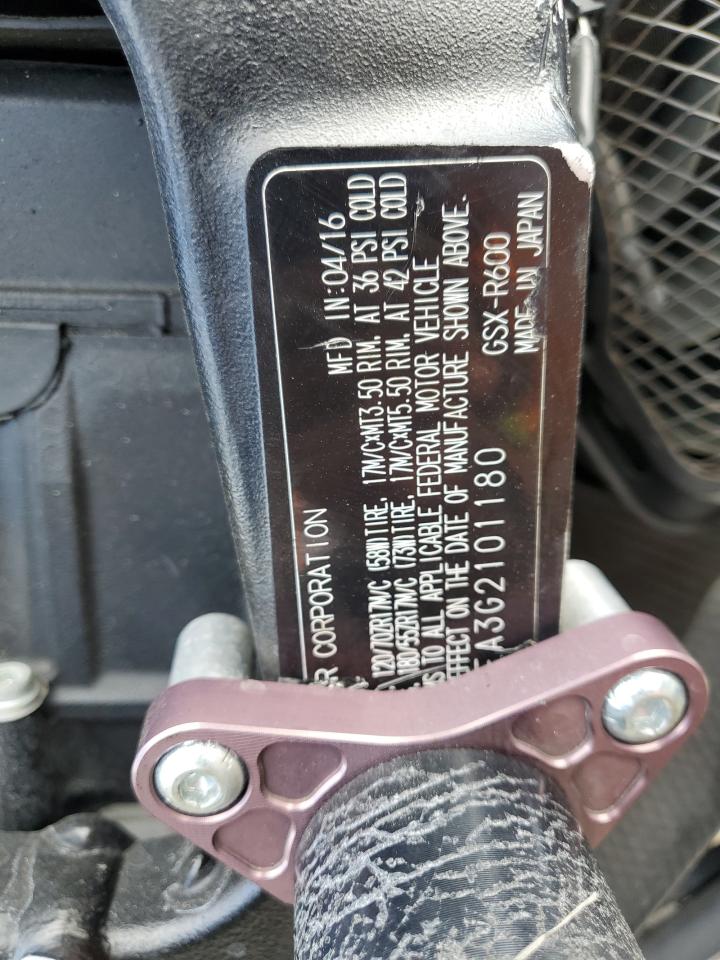 MFD IN:04/16
CORPORATION
120/70ZR17M/C (58W)TIRE, 17M/C×MT3.50 RIM. AT 36 PSI COLD
180/55ZR17M/C (73W)TIRE, 17M/C×MT5.50 RIM. AT 42 PSI COLD
TO ALL APPLICABLE FEDERAL MOTOR VEHICLE
EFFECT ON THE DATE OF MANUFACTURE SHOWN ABOVE.
A3G2101180
GSX-R600
MADE IN JAPAN